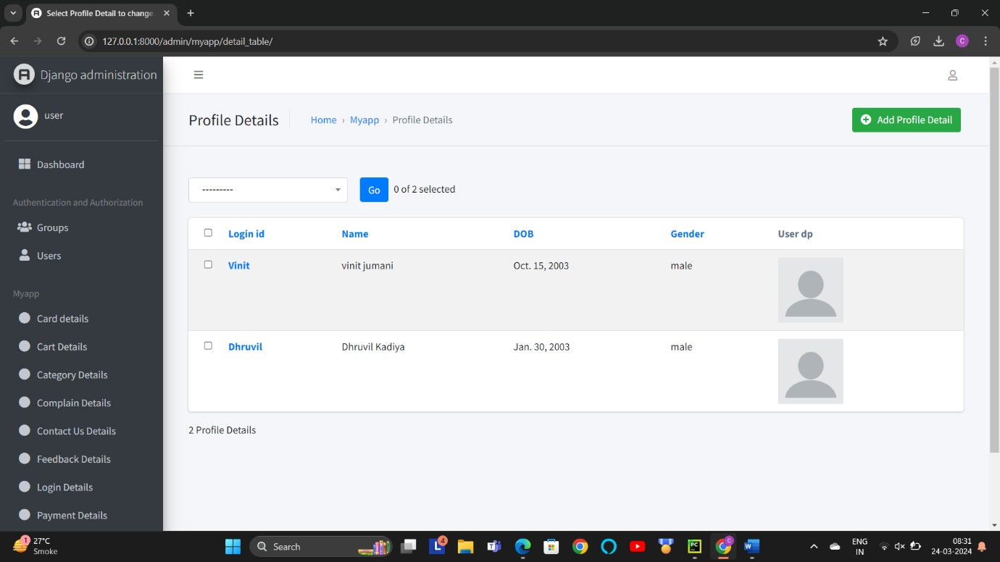 Select Profile Detail to change
127.0.0.1:8000/admin/myapp/detail_table/
C
Django administration
user
Profile Details
Home › Myapp › Profile Details
Add Profile Detail
Dashboard
---------
Go
0 of 2 selected
Authentication and Authorization
Groups
Users
Login id Name DOB Gender User dp
Vinit vinit jumani Oct. 15, 2003 male
Dhruvil Dhruvil Kadiya Jan. 30, 2003 male
2 Profile Details
Myapp
Card details
Cart Details
Category Details
Complain Details
Contact Us Details
Feedback Details
Login Details
Payment Details
1
27°C
Smoke
Search
L
4
PC
C
W
ENG
IN
08:31
24-03-2024